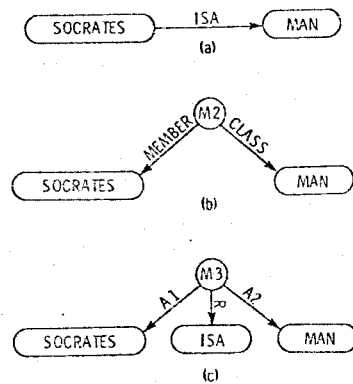 ISA
SOCRATES MAN
(a)
M2
MEMBER CLASS
SOCRATES MAN
(b)
M3
A1 R A2
SOCRATES ISA MAN
(c)